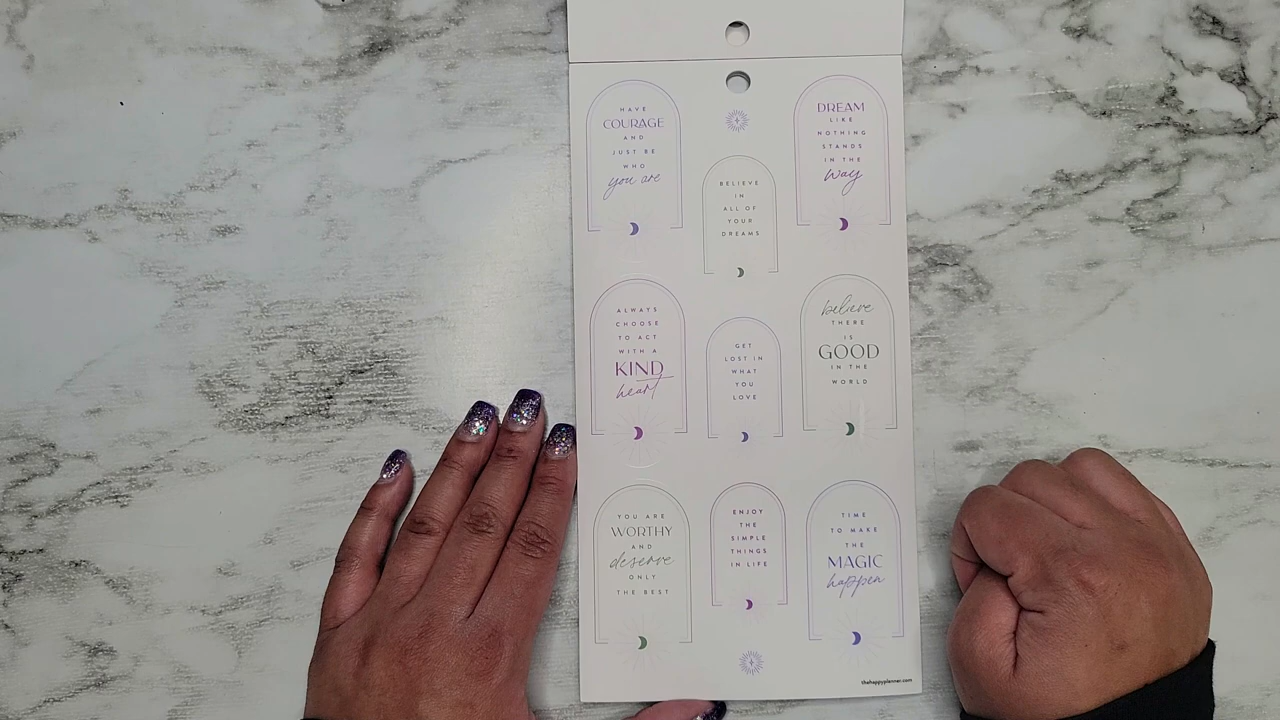 HAVE
COURAGE
AND
JUST BE
WHO
you are
BELIEVE
IN
ALL OF
YOUR
DREAMS
DREAM
LIKE
NOTHING
STANDS
IN THE
way
ALWAYS
CHOOSE
TO ACT
WITH A
KIND
heart
GET
LOST IN
WHAT
YOU
LOVE
believe
THERE
IS
GOOD
IN THE
WORLD
YOU ARE
WORTHY
AND
deserve
ONLY
THE BEST
ENJOY
THE
SIMPLE
THINGS
IN LIFE
TIME
TO MAKE
THE
MAGIC
happen
thehappyplanner.com